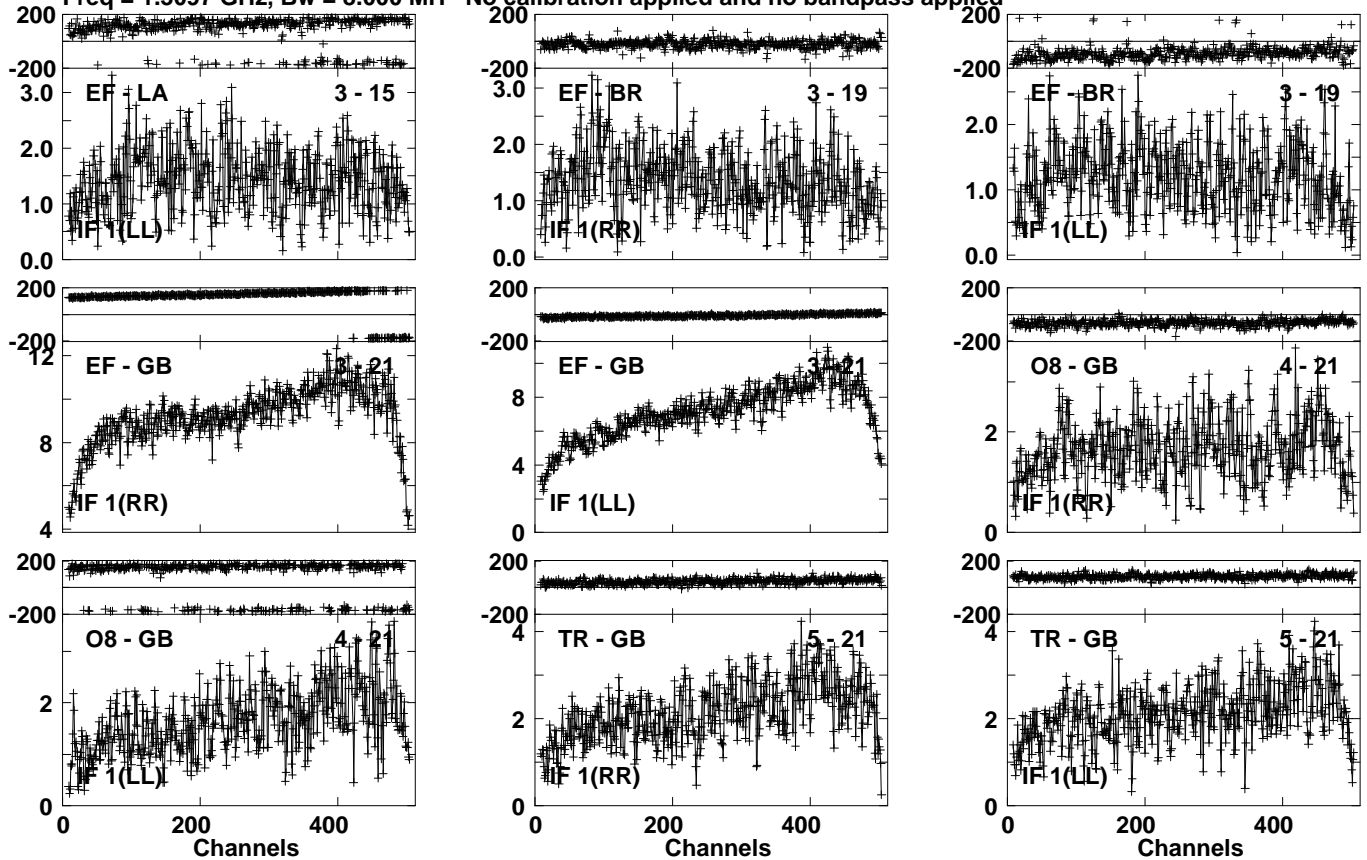 Freq = 1.3697 GHz, Bw = 8.000 MH No calibration applied and no bandpass applied
200 200 200
-200 -200 -200
EF - LA 3 - 15 EF - BR 3 - 19 EF - BR 3 - 19
3.0 3.0
2.0 2.0 2.0
1.0 1.0 1.0
IF 1(LL) IF 1(RR) IF 1(LL)
0.0 0.0 0.0
200 200 200
-200 -200 -200
12
EF - GB 3 - 21 EF - GB 3 - 21 O8 - GB 4 - 21
8 8 2
4
IF 1(RR) IF 1(LL) IF 1(RR)
4 0 0
200 200 200
-200 -200 -200
O8 - GB 4 - 21 TR - GB 5 - 21 TR - GB 5 - 21
4 4
2 2 2
IF 1(LL) IF 1(RR) IF 1(LL)
0 0 0
0 200 400 0 200 400 0 200 400
Channels Channels Channels